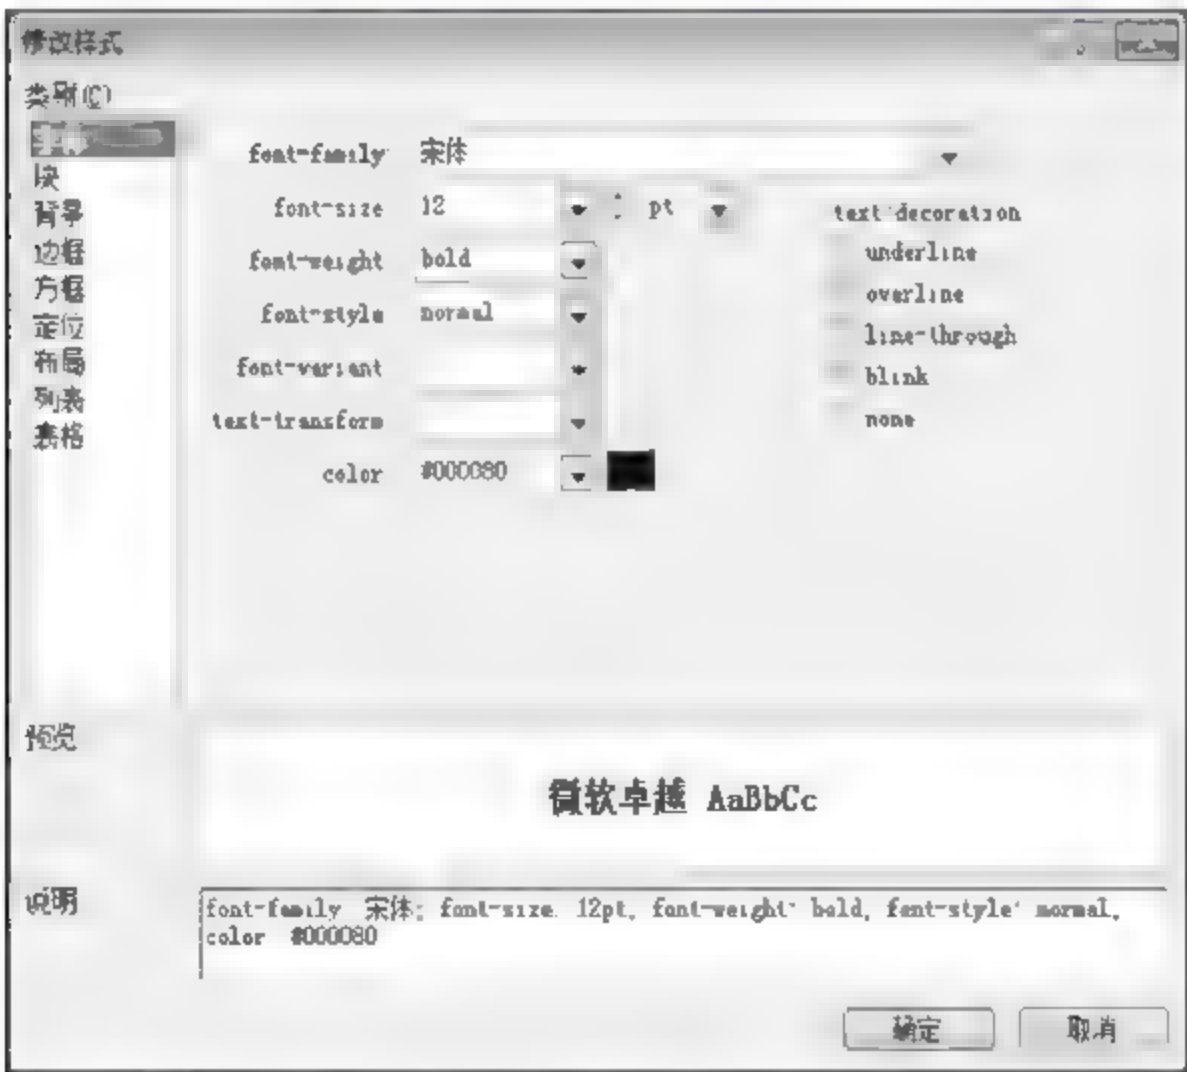 修改样式
类别(C)
块
背景
边框
方框
定位
布局
列表
表格
font-family 宋体
font-size 12 pt
font-weight bold
font-style normal
font-variant
text-transform
color #000080
text-decoration
underline
overline
line-through
blink
none
预览
微软卓越 AaBbCc
说明
font-family 宋体; font-size 12pt, font-weight bold, font-style normal,
color #000080
确定
取消